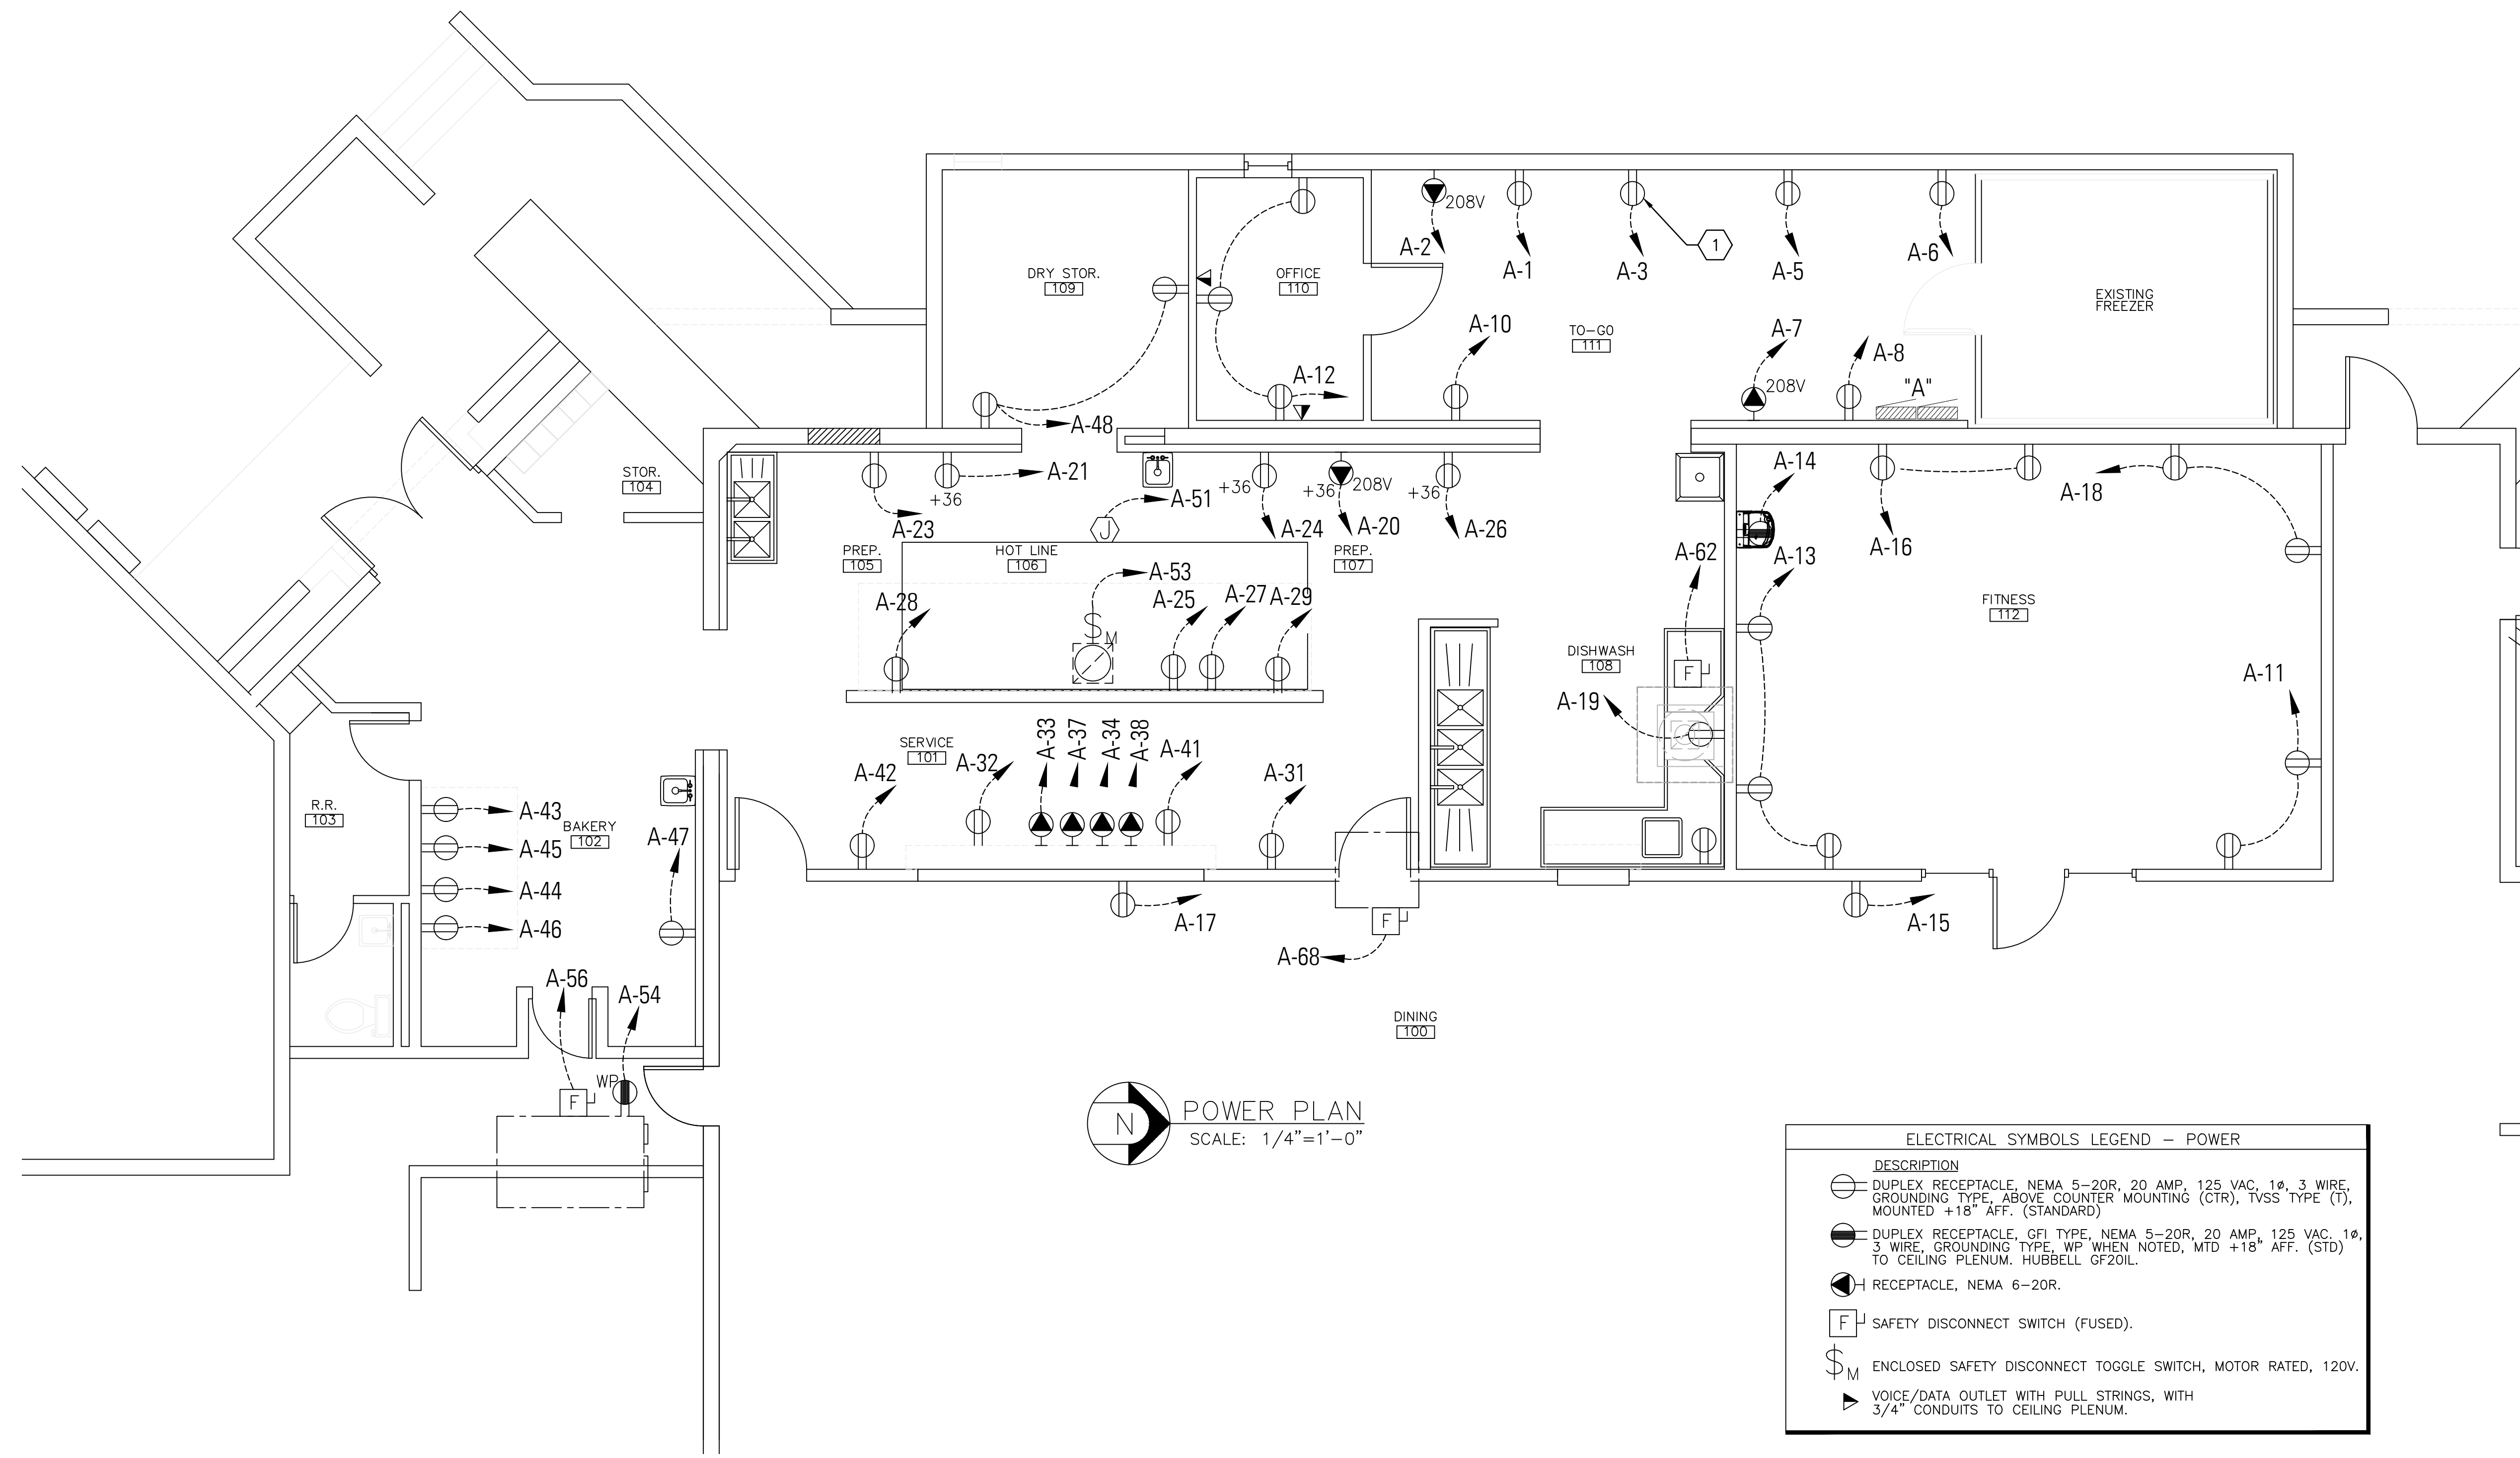 208V
A-2
A-1
A-3
1
A-5
A-6
DRY STOR.
109
OFFICE
110
EXISTING
FREEZER
TO-GO
111
A-10
A-7
A-8
208V
"A"
A-12
A-48
STOR.
104
+36
A-21
A-23
A-51
J
+36
A-24
+36
208V
A-20
+36
A-26
A-14
A-18
A-16
A-13
PREP.
105
HOT LINE
106
PREP.
107
A-62
A-53
A-28
$M
A-25
A-27
A-29
FITNESS
112
DISHWASH
108
F
A-19
A-11
SERVICE
101
A-42
A-32
A-33
A-37
A-34
A-38
A-41
A-31
R.R.
103
A-43
BAKERY
102
A-45
A-47
A-44
A-46
A-17
F
A-68
A-15
A-56
A-54
WP
F
DINING
100
N
POWER PLAN
SCALE: 1/4"=1'-0"
ELECTRICAL SYMBOLS LEGEND - POWER
DESCRIPTION
DUPLEX RECEPTACLE, NEMA 5-20R, 20 AMP, 125 VAC, 1ø, 3 WIRE,
GROUNDING TYPE, ABOVE COUNTER MOUNTING (CTR), TVSS TYPE (T),
MOUNTED +18" AFF. (STANDARD)
DUPLEX RECEPTACLE, GFI TYPE, NEMA 5-20R, 20 AMP, 125 VAC. 1ø,
3 WIRE, GROUNDING TYPE, WP WHEN NOTED, MTD +18" AFF. (STD)
TO CEILING PLENUM. HUBBELL GF20IL.
RECEPTACLE, NEMA 6-20R.
F SAFETY DISCONNECT SWITCH (FUSED).
$M ENCLOSED SAFETY DISCONNECT TOGGLE SWITCH, MOTOR RATED, 120V.
VOICE/DATA OUTLET WITH PULL STRINGS, WITH
3/4" CONDUITS TO CEILING PLENUM.